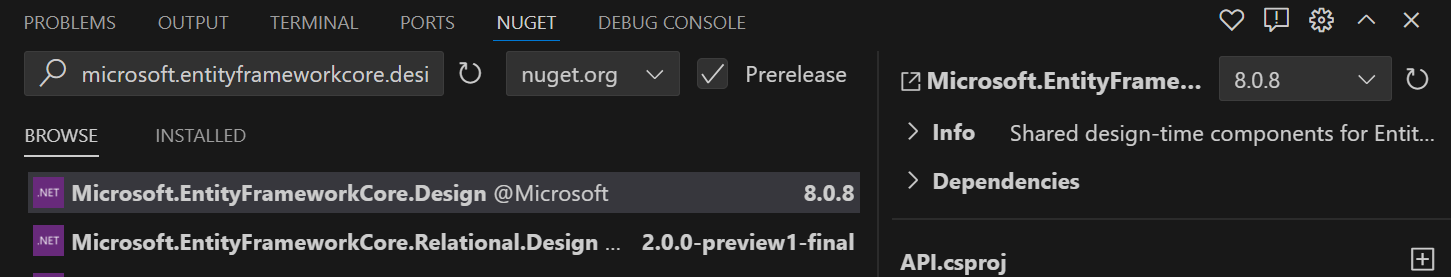 PROBLEMS OUTPUT TERMINAL PORTS NUGET DEBUG CONSOLE
microsoft.entityframeworkcore.desi nuget.org Prerelease
BROWSE INSTALLED
.NET Microsoft.EntityFrameworkCore.Design @Microsoft 8.0.8
.NET Microsoft.EntityFrameworkCore.Relational.Design ... 2.0.0-preview1-final
Microsoft.EntityFrame... 8.0.8
Info Shared design-time components for Entit...
Dependencies
API.csproj